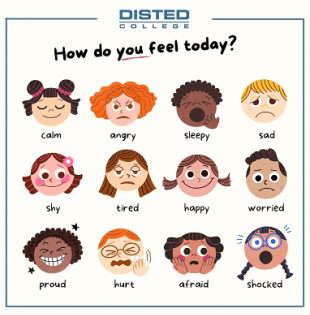 DISTED
COLLEGE
How do you feel today?
calm
angry
sleepy
sad
shy
tired
happy
worried
proud
hurt
afraid
shocked